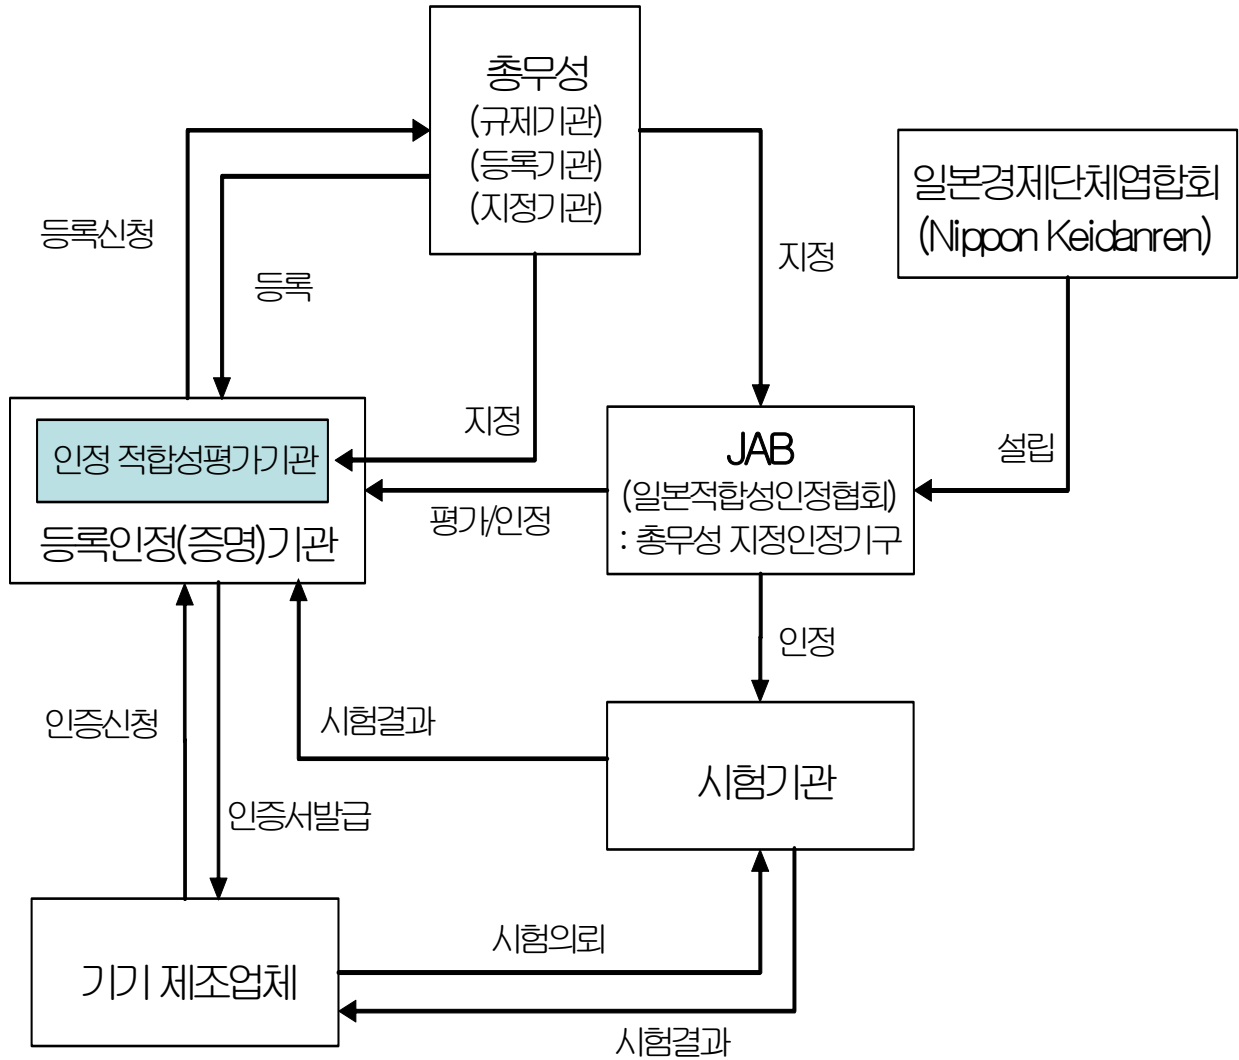 총무성
(규제기관)
(등록기관)
(지정기관)
일본경제단체엽합회
(Nippon Keidanren)
등록신청
등록
지정
지정
설립
인정 적합성평가기관
등록인정(증명)기관
평가/인정
JAB
(일본적합성인정협회)
: 총무성 지정인정기구
인정
인증신청
시험결과
시험기관
인증서발급
시험의뢰
기기 제조업체
시험결과